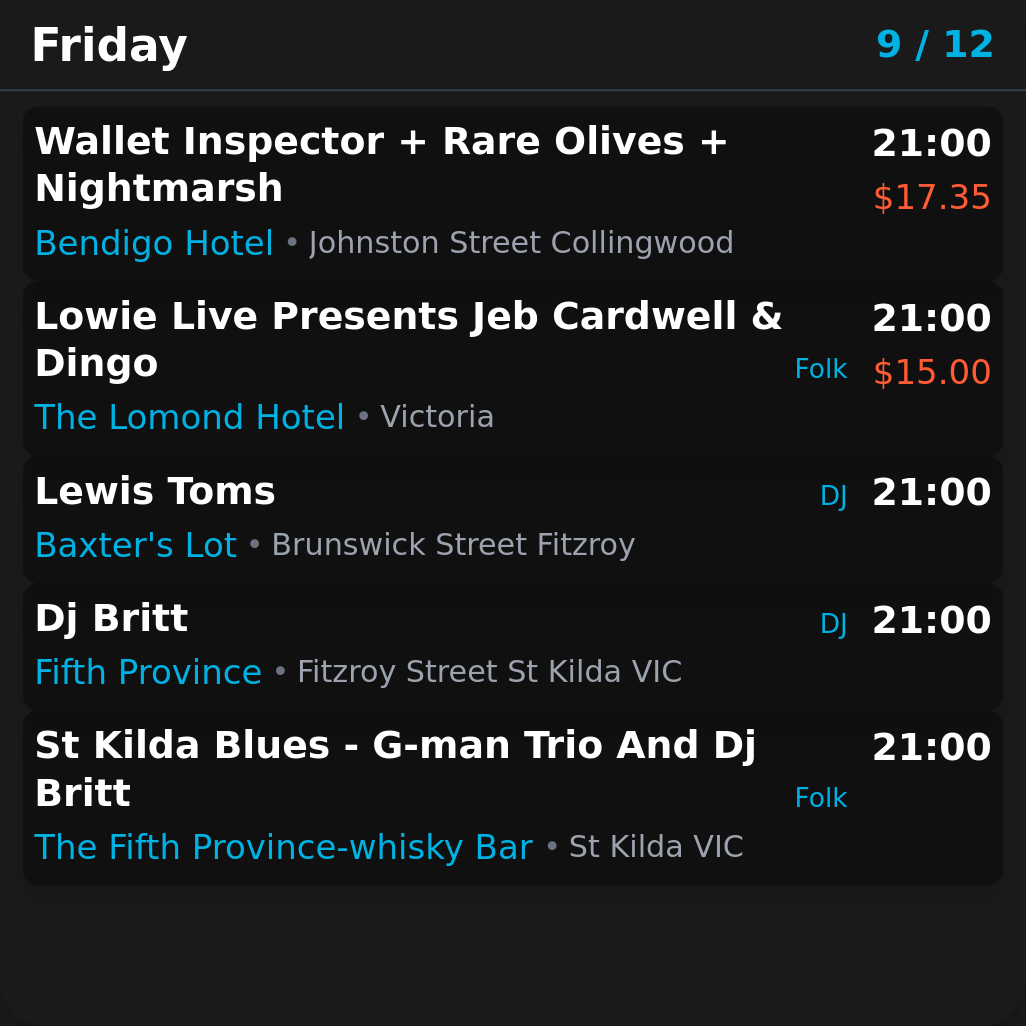 Friday
9 / 12
Wallet Inspector + Rare Olives +
Nightmarsh
21:00
$17.35
Bendigo Hotel • Johnston Street Collingwood
Lowie Live Presents Jeb Cardwell &
Dingo
Folk
21:00
$15.00
The Lomond Hotel • Victoria
Lewis Toms
DJ
21:00
Baxter's Lot • Brunswick Street Fitzroy
Dj Britt
DJ
21:00
Fifth Province • Fitzroy Street St Kilda VIC
St Kilda Blues - G-man Trio And Dj
Britt
Folk
21:00
The Fifth Province-whisky Bar • St Kilda VIC